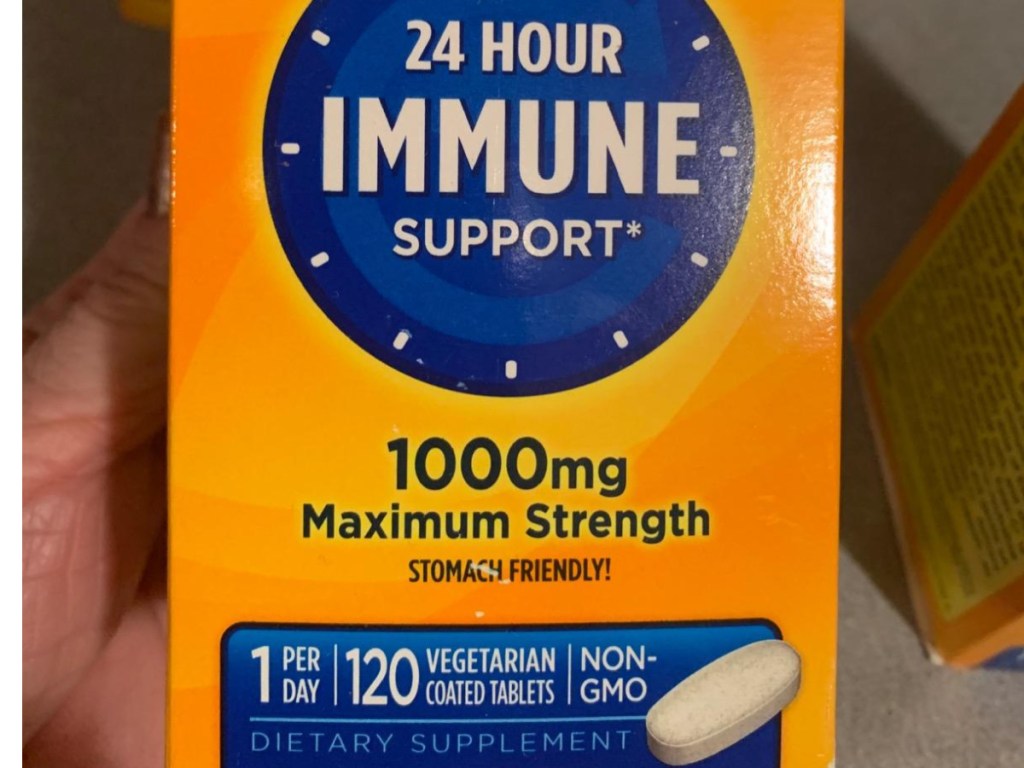 24 HOUR
IMMUNE
SUPPORT*
1000mg
Maximum Strength
STOMACH FRIENDLY!
1 PER DAY | 120 VEGETARIAN COATED TABLETS | NON-GMO
DIETARY SUPPLEMENT